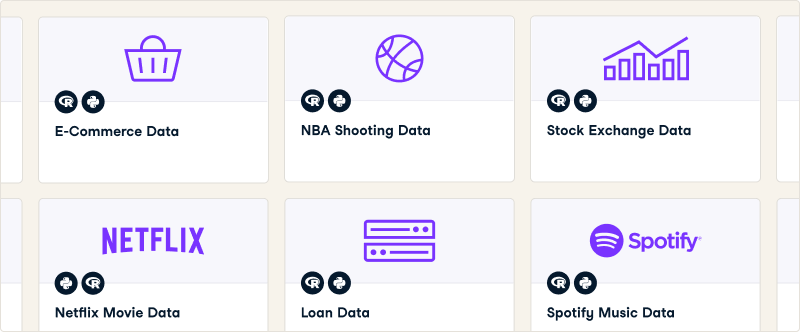 E-Commerce Data
NBA Shooting Data
Stock Exchange Data
NETFLIX
Spotify
Netflix Movie Data
Loan Data
Spotify Music Data